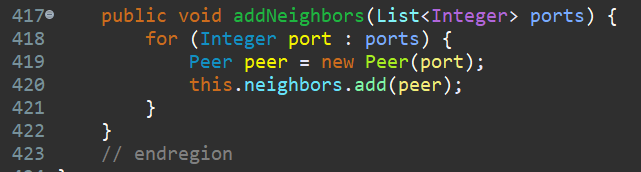 417 public void addNeighbors(List<Integer> ports) {
418 for (Integer port : ports) {
419 Peer peer = new Peer(port);
420 this.neighbors.add(peer);
421 }
422 }
423 // endregion